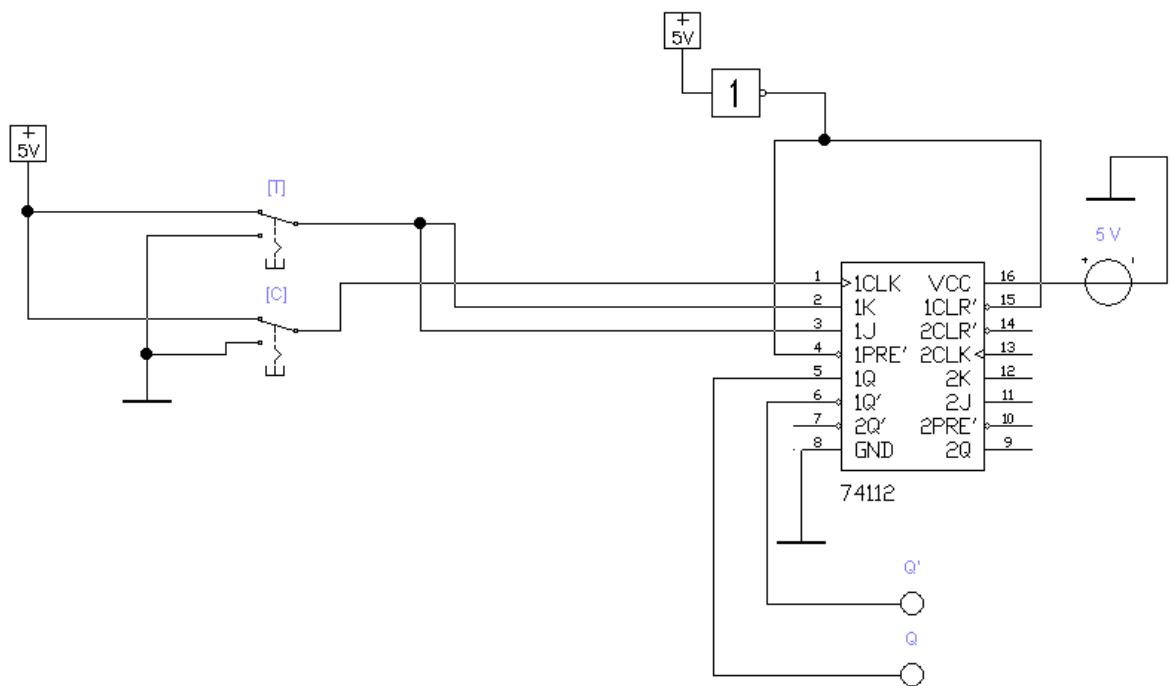 +
5V
1
+
5V
[T]
[C]
5 V
+
1 1CLK VCC 16
2 1K 1CLR' 15
3 1J 2CLR' 14
4 1PRE' 2CLK 13
5 1Q 2K 12
6 1Q' 2J 11
7 2Q' 2PRE' 10
8 GND 2Q 9
74112
Q'
Q